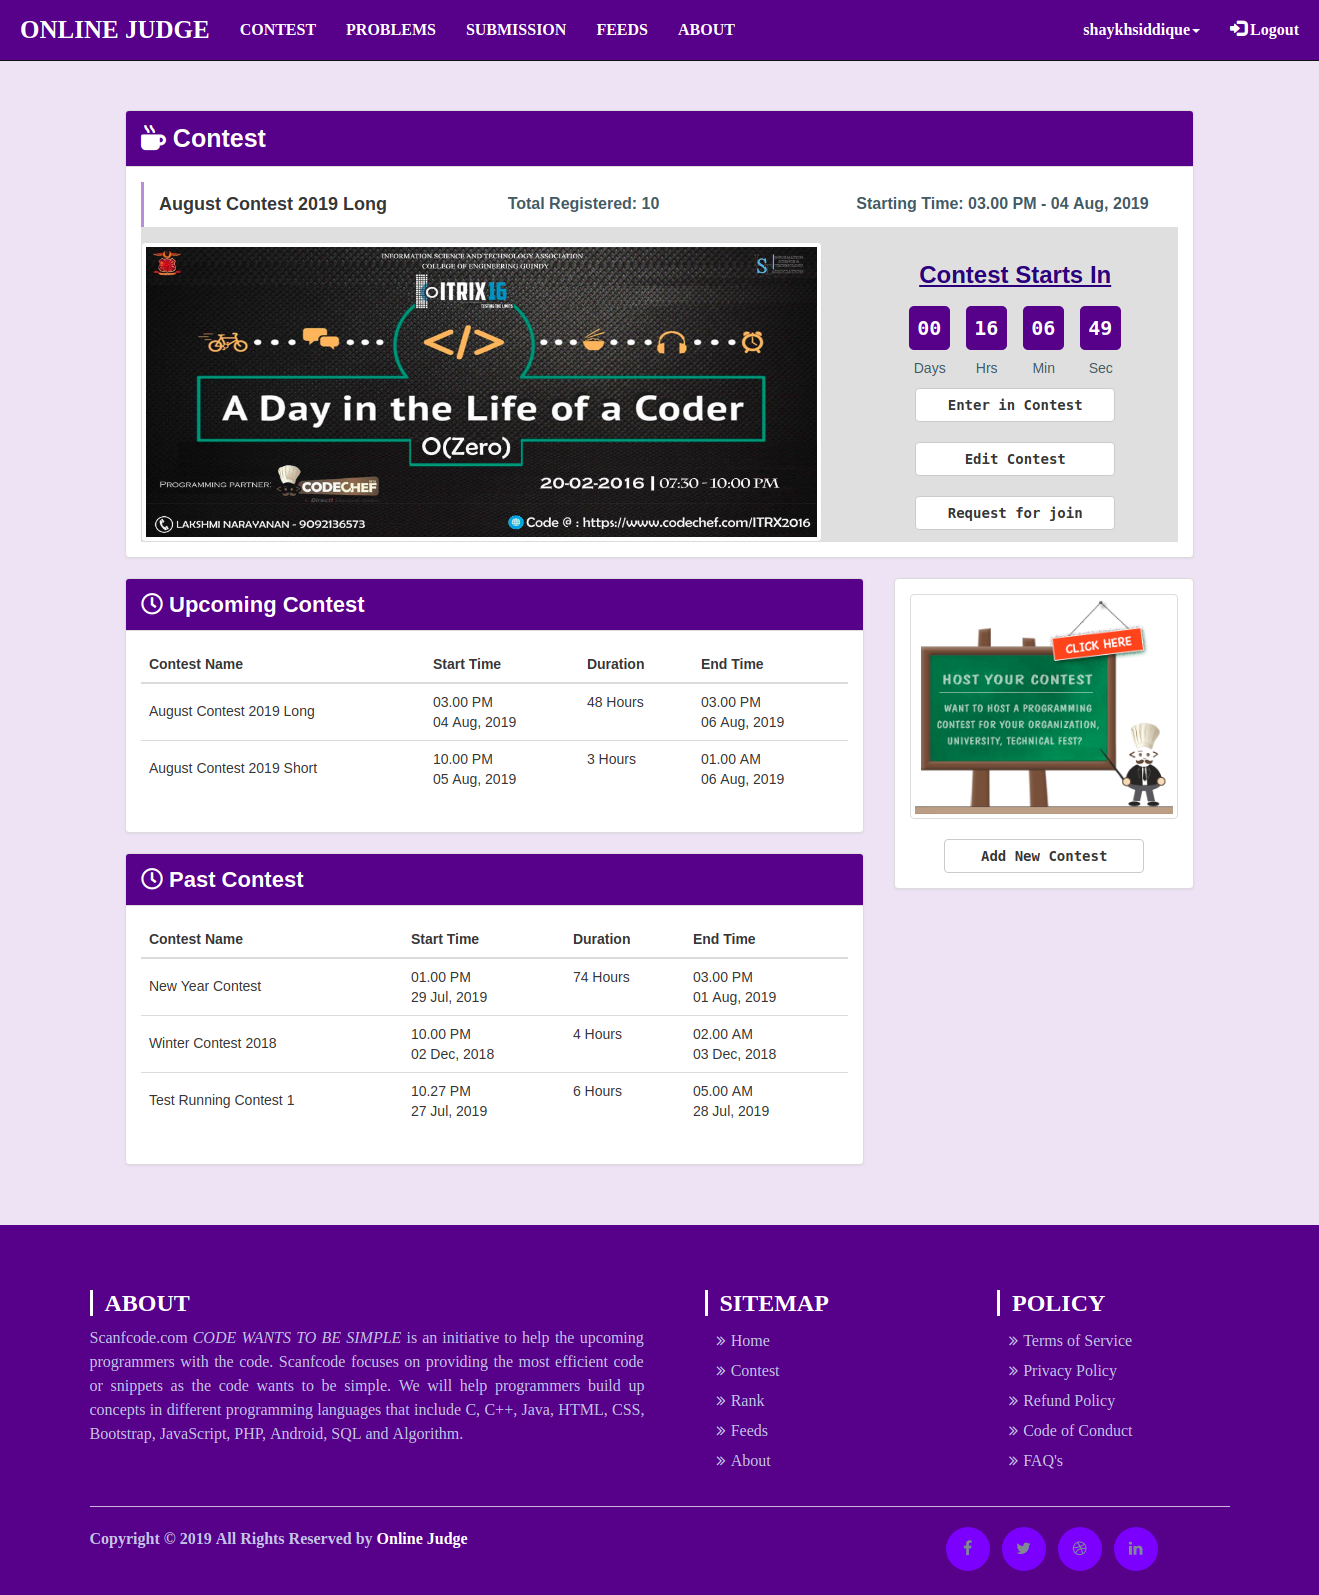 ONLINE JUDGE CONTEST PROBLEMS SUBMISSION FEEDS ABOUT shaykhsiddique Logout
Contest
August Contest 2019 Long Total Registered: 10 Starting Time: 03.00 PM - 04 Aug, 2019
INFORMATION SCIENCE AND TECHNOLOGY ASSOCIATION
COLLEGE OF ENGINEERING GUINDY
ITRIX16
</>
A Day in the Life of a Coder
O(Zero)
PROGRAMMING PARTNER: CODECHEF
20-02-2016 | 07:30 - 10:00 PM
LAKSHMI NARAYANAN - 9092136573
Code @ : https://www.codechef.com/ITRX2016
Contest Starts In
00 16 06 49
Days Hrs Min Sec
Enter in Contest
Edit Contest
Request for join
Upcoming Contest
Contest Name Start Time Duration End Time
August Contest 2019 Long 03.00 PM 48 Hours 03.00 PM
04 Aug, 2019 06 Aug, 2019
August Contest 2019 Short 10.00 PM 3 Hours 01.00 AM
05 Aug, 2019 06 Aug, 2019
CLICK HERE
HOST YOUR CONTEST
WANT TO HOST A PROGRAMMING
CONTEST FOR YOUR ORGANIZATION,
UNIVERSITY, TECHNICAL FEST?
Add New Contest
Past Contest
Contest Name Start Time Duration End Time
New Year Contest 01.00 PM 74 Hours 03.00 PM
29 Jul, 2019 01 Aug, 2019
Winter Contest 2018 10.00 PM 4 Hours 02.00 AM
02 Dec, 2018 03 Dec, 2018
Test Running Contest 1 10.27 PM 6 Hours 05.00 AM
27 Jul, 2019 28 Jul, 2019
ABOUT
Scanfcode.com CODE WANTS TO BE SIMPLE is an initiative to help the upcoming
programmers with the code. Scanfcode focuses on providing the most efficient code
or snippets as the code wants to be simple. We will help programmers build up
concepts in different programming languages that include C, C++, Java, HTML, CSS,
Bootstrap, JavaScript, PHP, Android, SQL and Algorithm.
SITEMAP
Home
Contest
Rank
Feeds
About
POLICY
Terms of Service
Privacy Policy
Refund Policy
Code of Conduct
FAQ's
Copyright © 2019 All Rights Reserved by Online Judge